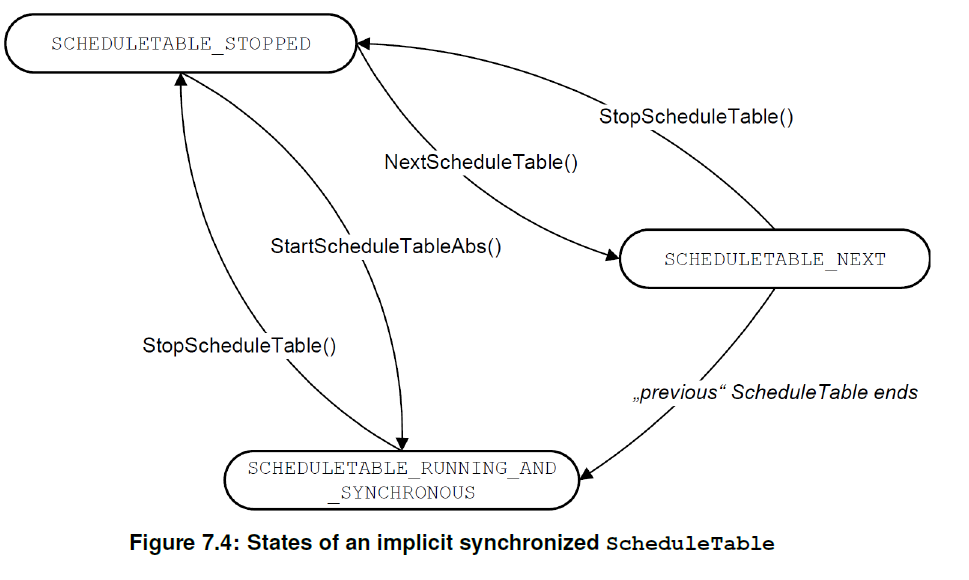 SCHEDULETABLE_STOPPED
StopScheduleTable()
NextScheduleTable()
StartScheduleTableAbs()
SCHEDULETABLE_NEXT
StopScheduleTable()
„previous“ ScheduleTable ends
SCHEDULETABLE_RUNNING_AND
_SYNCHRONOUS
Figure 7.4: States of an implicit synchronized ScheduleTable